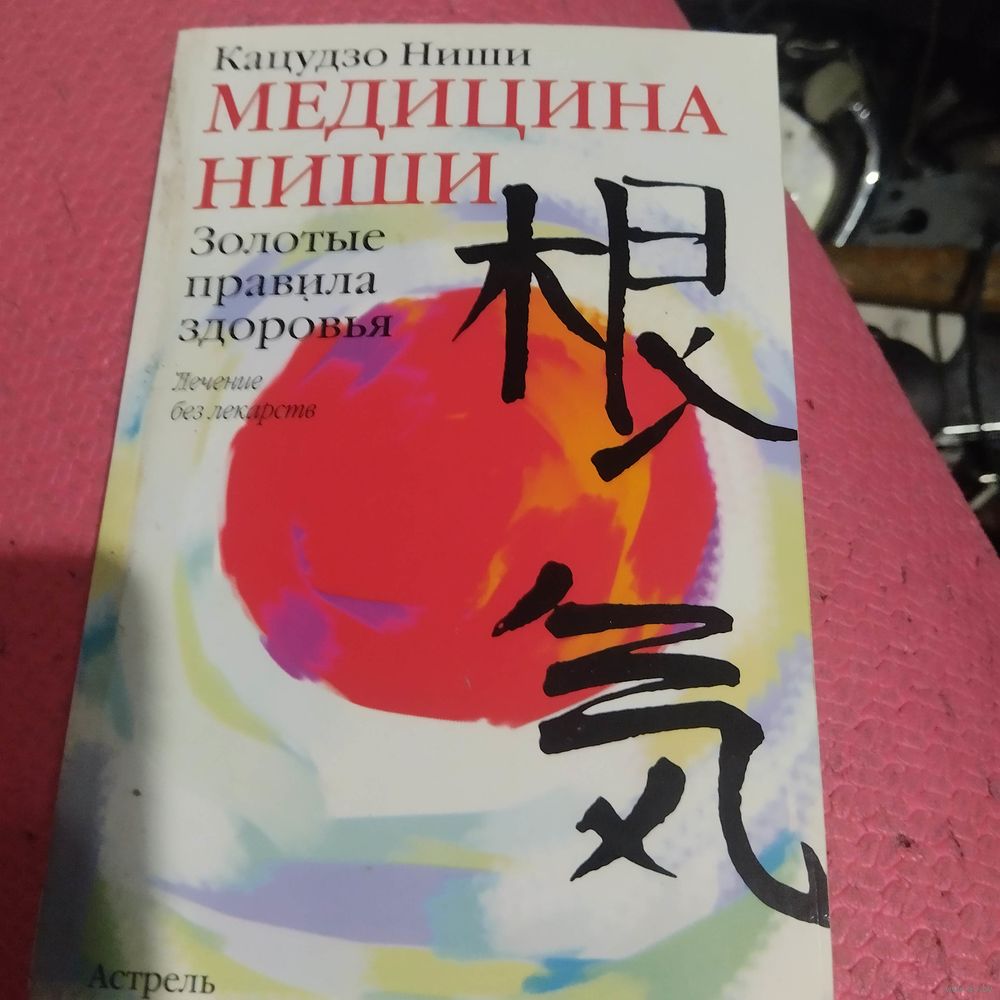 Кацудзо Ниши
МЕДИЦИНА
НИШИ
Золотые
правила
здоровья
Лечение
без лекарств
根
気
Астрель